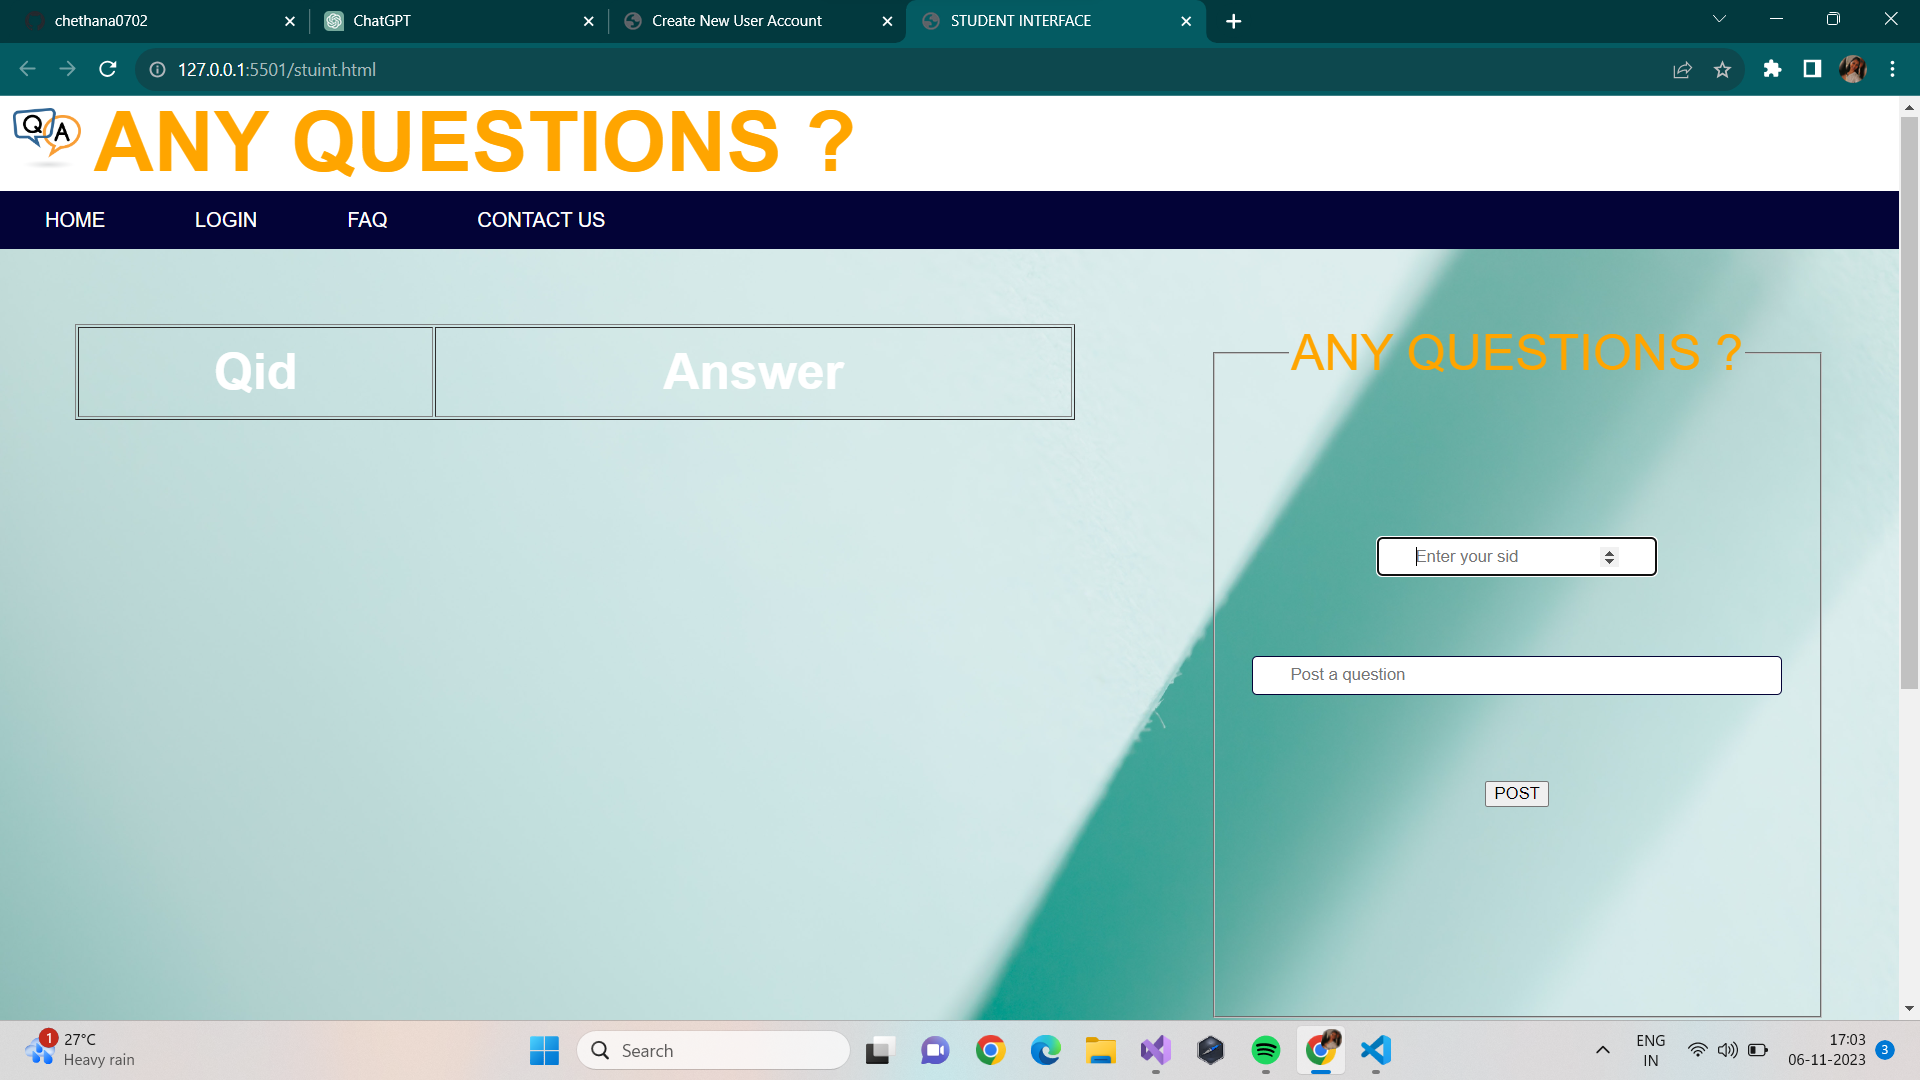 chethana0702
ChatGPT
Create New User Account
STUDENT INTERFACE
127.0.0.1:5501/stuint.html
Q A
ANY QUESTIONS ?
HOME LOGIN FAQ CONTACT US
Qid Answer
ANY QUESTIONS ?
Enter your sid
Post a question
POST
1
27°C
Heavy rain
Search
ENG
IN
17:03
06-11-2023
3